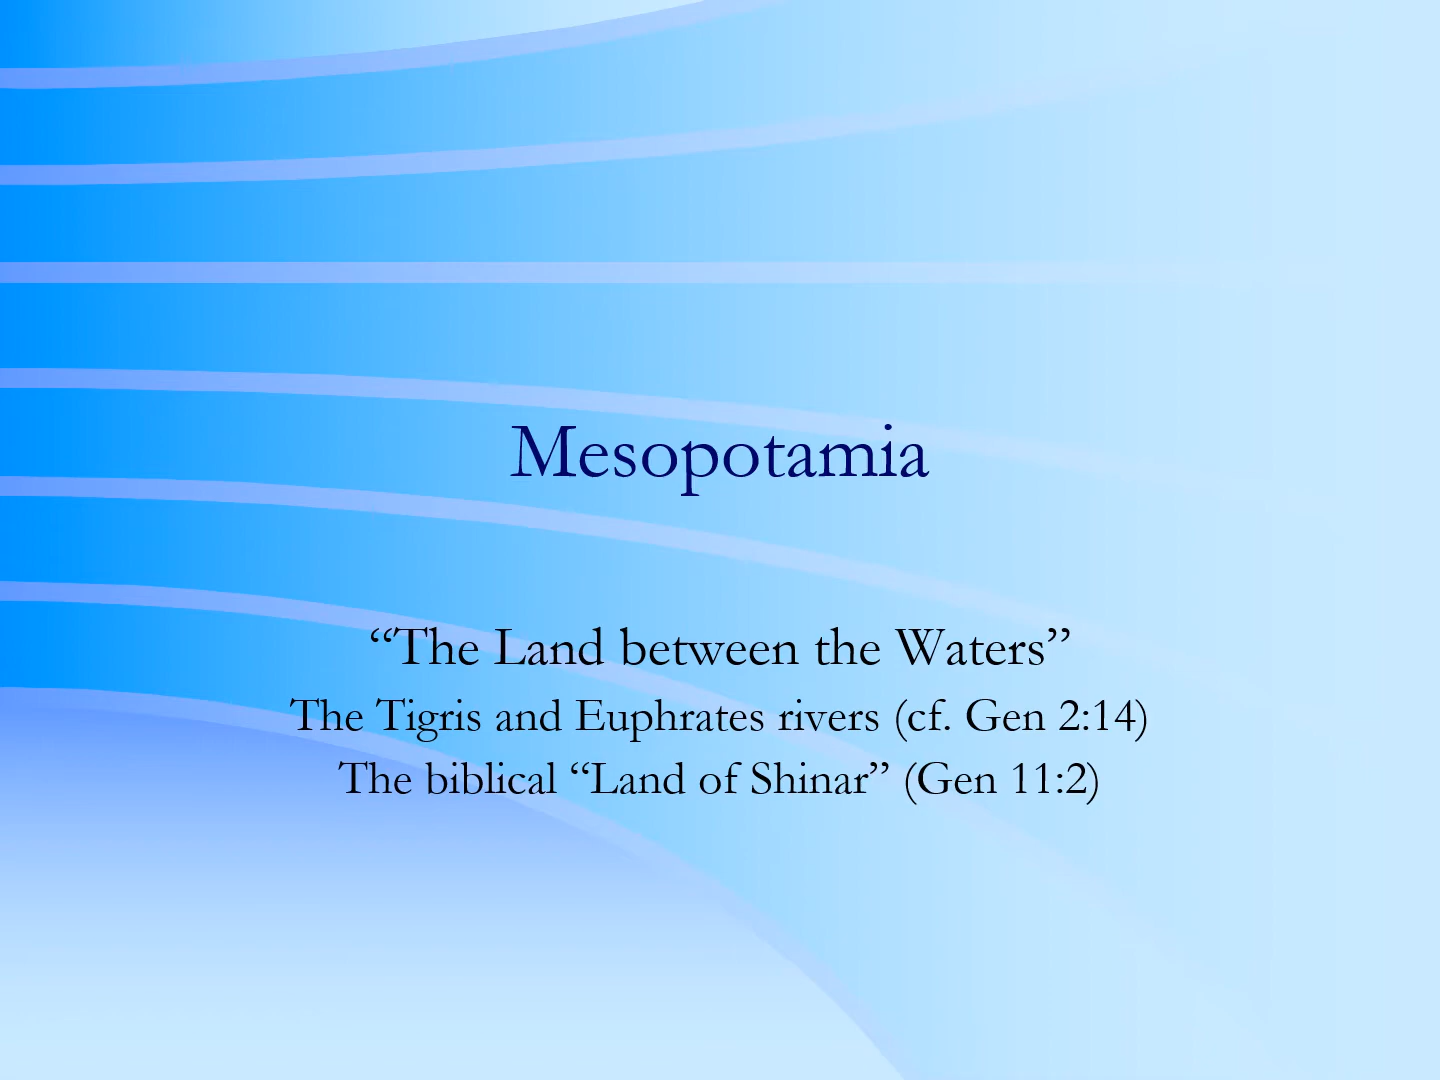 Mesopotamia
“The Land between the Waters”
The Tigris and Euphrates rivers (cf. Gen 2:14)
The biblical “Land of Shinar” (Gen 11:2)